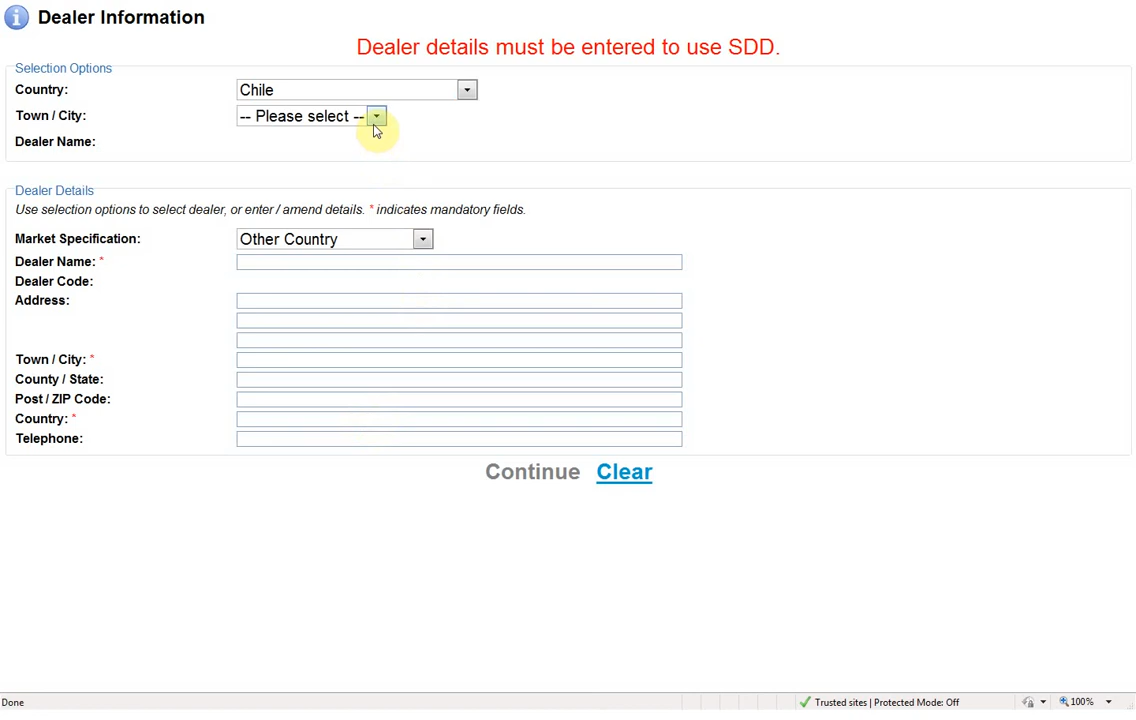 Dealer Information
Dealer details must be entered to use SDD.
Selection Options
Country: Chile
Town / City: -- Please select --
Dealer Name:
Dealer Details
Use selection options to select dealer, or enter / amend details. * indicates mandatory fields.
Market Specification: Other Country
Dealer Name: *
Dealer Code:
Address:
Town / City: *
County / State:
Post / ZIP Code:
Country: *
Telephone:
Continue Clear
Done Trusted sites | Protected Mode: Off 100%